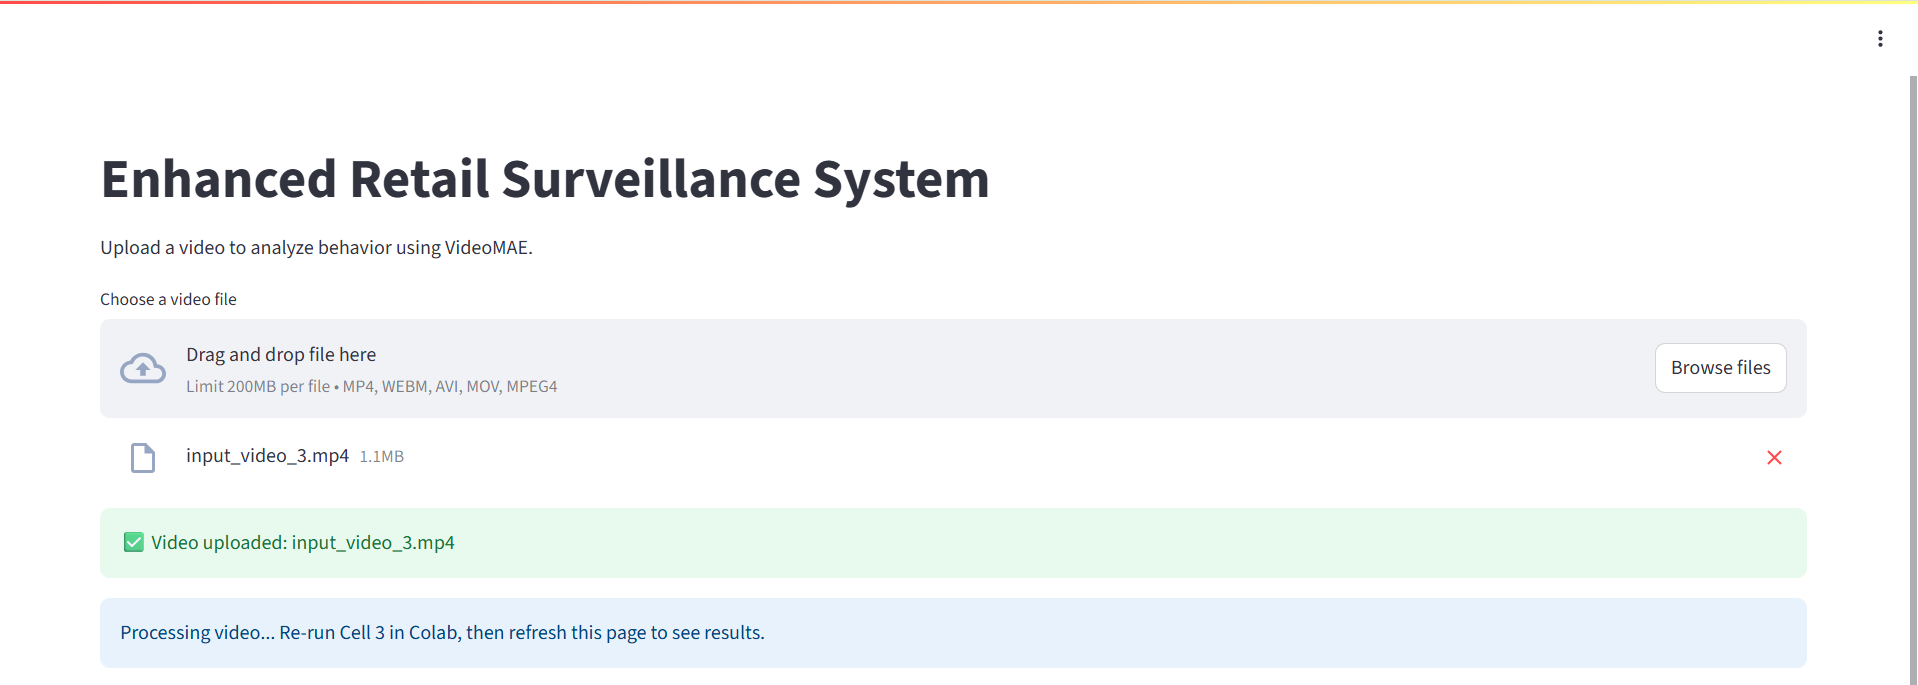 Enhanced Retail Surveillance System
Upload a video to analyze behavior using VideoMAE.
Choose a video file
Drag and drop file here
Limit 200MB per file • MP4, WEBM, AVI, MOV, MPEG4
Browse files
input_video_3.mp4 1.1MB
✅ Video uploaded: input_video_3.mp4
Processing video... Re-run Cell 3 in Colab, then refresh this page to see results.